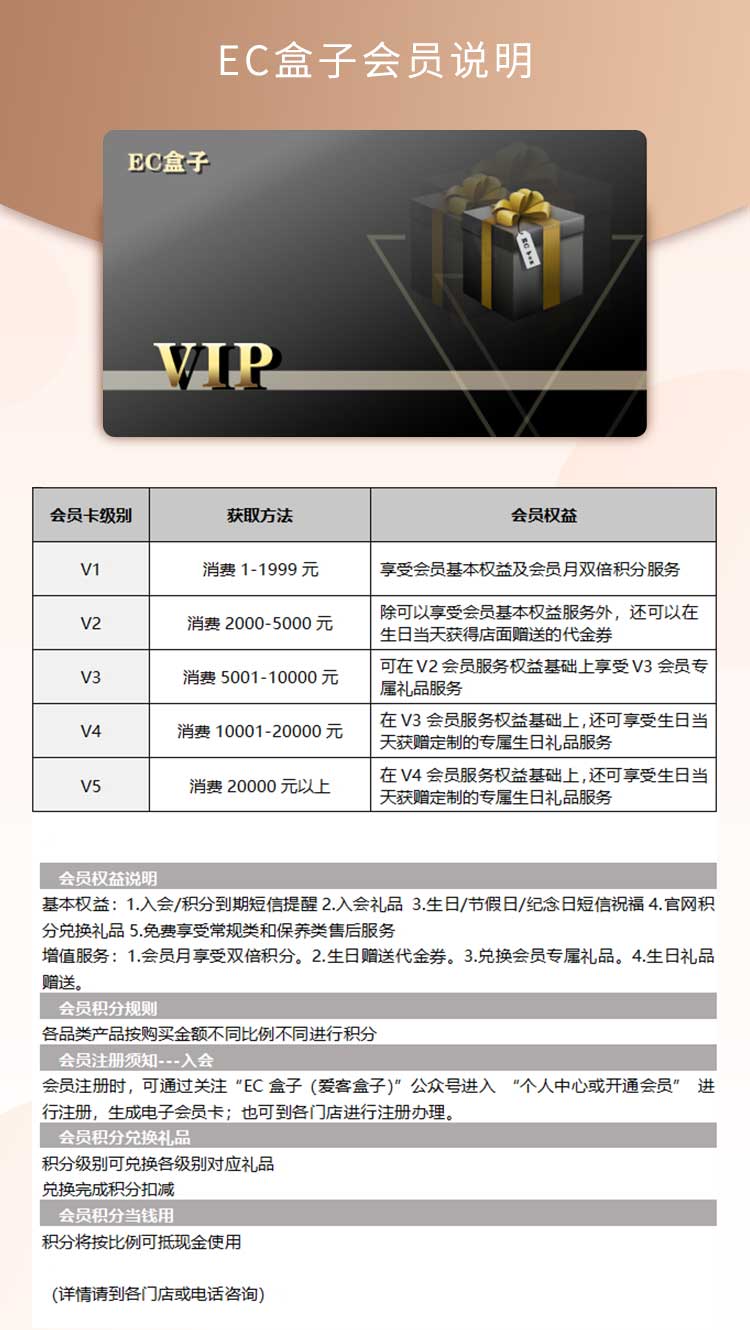 EC盒子会员说明
EC盒子
EC box
VIP
会员卡级别 获取方法 会员权益
V1 消费 1-1999 元 享受会员基本权益及会员月双倍积分服务
V2 消费 2000-5000 元 除可以享受会员基本权益服务外，还可以在
生日当天获得店面赠送的代金券
V3 消费 5001-10000 元 可在 V2 会员服务权益基础上享受 V3 会员专
属礼品服务
V4 消费 10001-20000 元 在 V3 会员服务权益基础上,还可享受生日当
天获赠定制的专属生日礼品服务
V5 消费 20000 元以上 在 V4 会员服务权益基础上,还可享受生日当
天获赠定制的专属生日礼品服务
会员权益说明
基本权益：1.入会/积分到期短信提醒 2.入会礼品 3.生日/节假日/纪念日短信祝福 4.官网积
分兑换礼品 5.免费享受常规类和保养类售后服务
增值服务：1.会员月享受双倍积分。2.生日赠送代金券。3.兑换会员专属礼品。4.生日礼品
赠送。
会员积分规则
各品类产品按购买金额不同比例不同进行积分
会员注册须知---入会
会员注册时，可通过关注“EC 盒子（爱客盒子）”公众号进入 “个人中心或开通会员” 进
行注册，生成电子会员卡；也可到各门店进行注册办理。
会员积分兑换礼品
积分级别可兑换各级别对应礼品
兑换完成积分扣减
会员积分当钱用
积分将按比例可抵现金使用
（详情请到各门店或电话咨询）